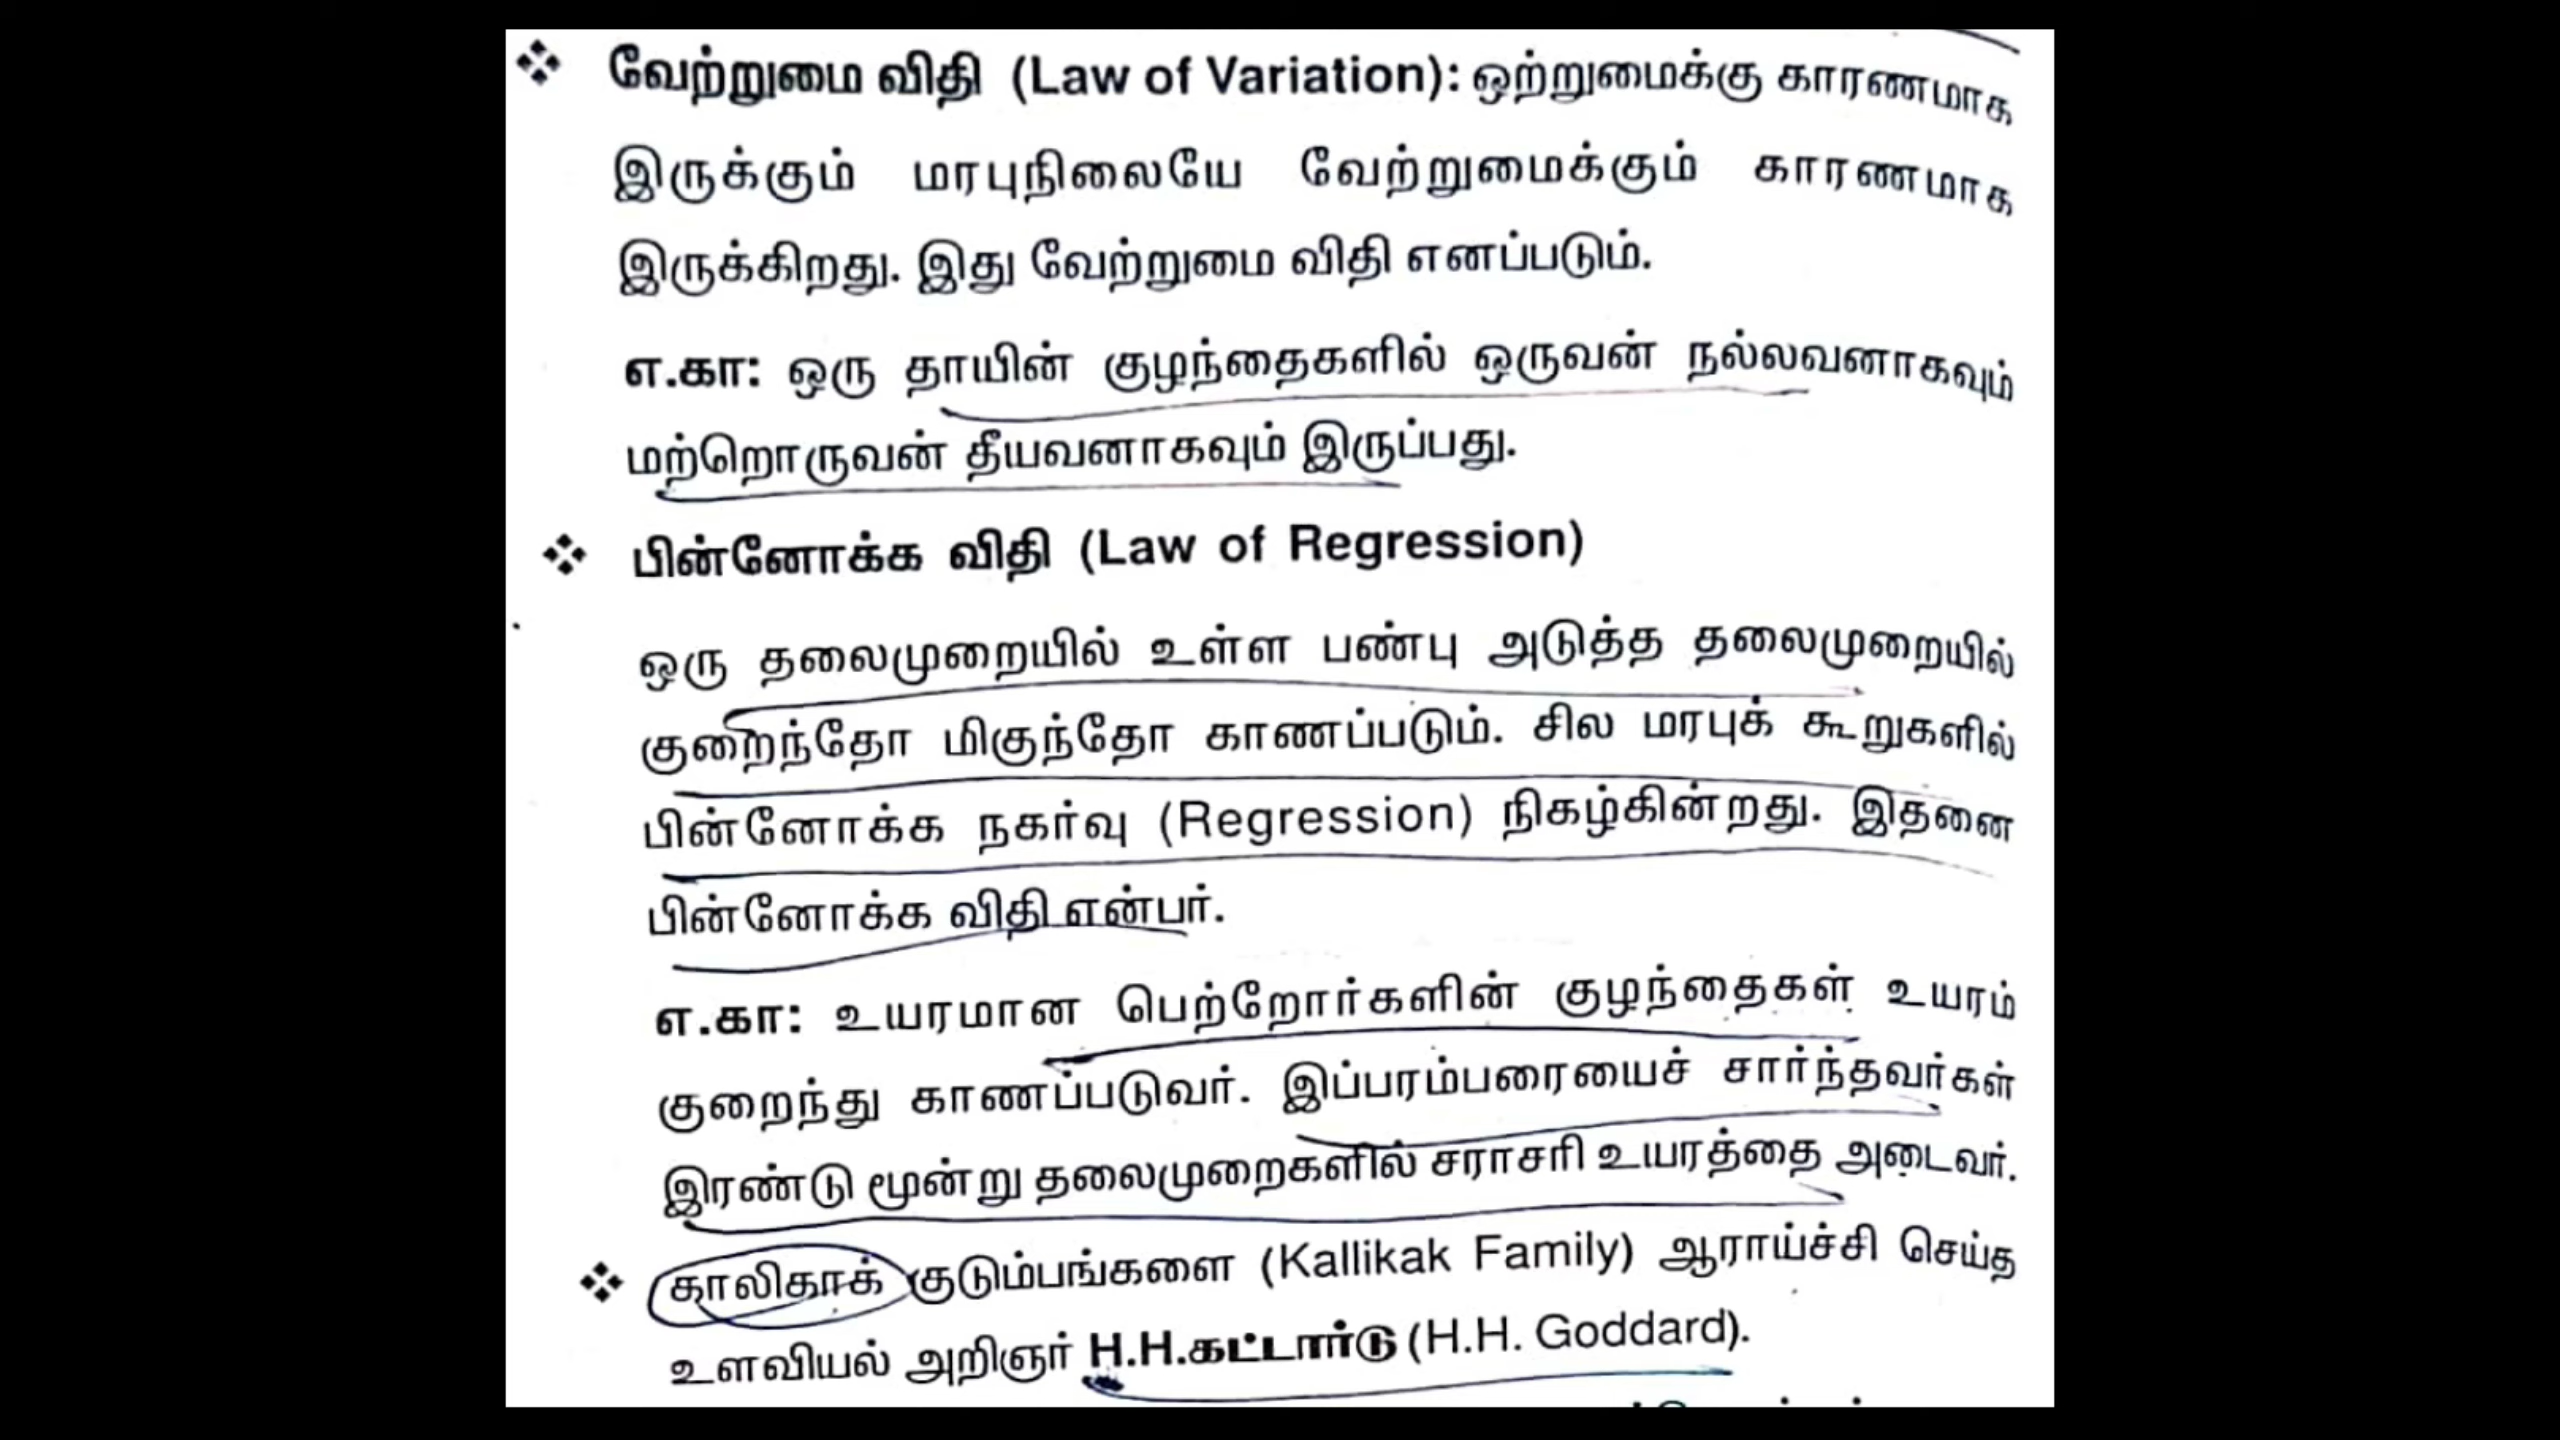 ❖ வேற்றுமை விதி (Law of Variation): ஒற்றுமைக்கு காரணமாக
இருக்கும் மரபுநிலையே வேற்றுமைக்கும் காரணமாக
இருக்கிறது. இது வேற்றுமை விதி எனப்படும்.
எ.கா: ஒரு தாயின் குழந்தைகளில் ஒருவன் நல்லவனாகவும்
மற்றொருவன் தீயவனாகவும் இருப்பது.
❖ பின்னோக்க விதி (Law of Regression)
ஒரு தலைமுறையில் உள்ள பண்பு அடுத்த தலைமுறையில்
குறைந்தோ மிகுந்தோ காணப்படும். சில மரபுக் கூறுகளில்
பின்னோக்க நகர்வு (Regression) நிகழ்கின்றது. இதனை
பின்னோக்க விதி என்பர்.
எ.கா: உயரமான பெற்றோர்களின் குழந்தைகள் உயரம்
குறைந்து காணப்படுவர். இப்பரம்பரையைச் சார்ந்தவர்கள்
இரண்டு மூன்று தலைமுறைகளில் சராசரி உயரத்தை அடைவர்.
❖ காலிகாக் குடும்பங்களை (Kallikak Family) ஆராய்ச்சி செய்த
உளவியல் அறிஞர் H.H.கட்டார்டு (H.H. Goddard).